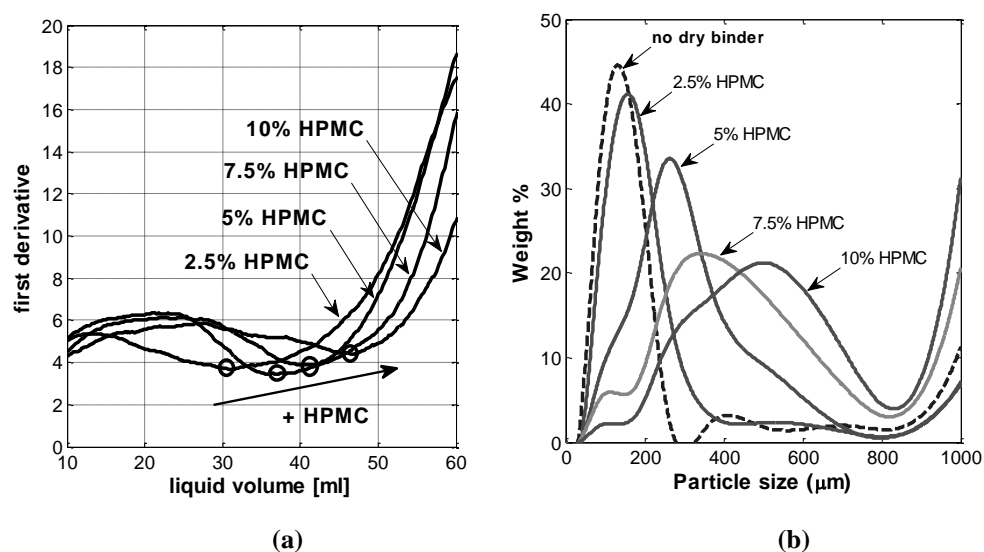 20
18
16
14
12
10
8
6
4
2
0
first derivative
10% HPMC
7.5% HPMC
5% HPMC
2.5% HPMC
+ HPMC
10 20 30 40 50 60
liquid volume [ml]
(a)
50
40
30
20
10
0
Weight %
no dry binder
2.5% HPMC
5% HPMC
7.5% HPMC
10% HPMC
0 200 400 600 800 1000
Particle size (μm)
(b)